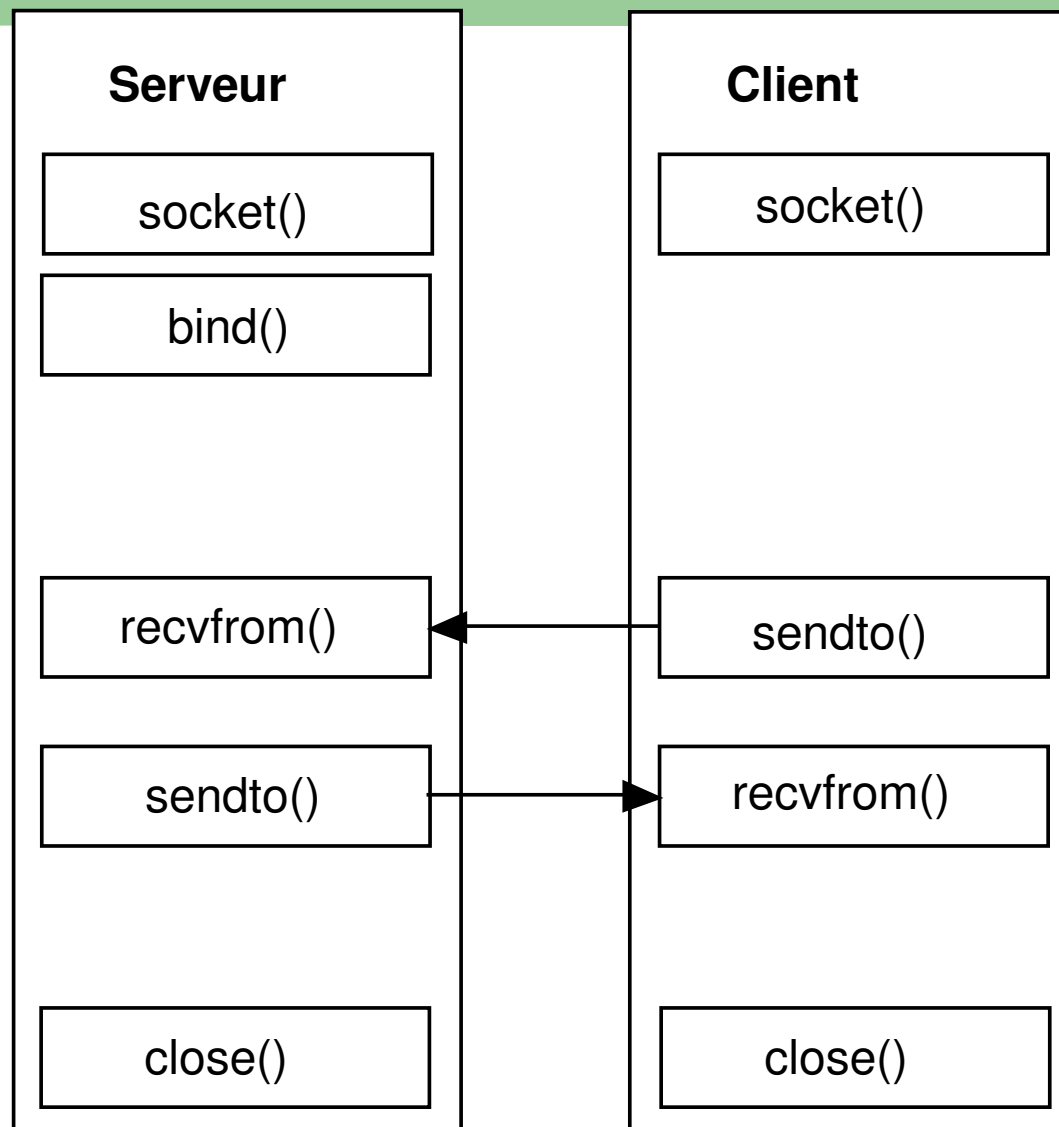 Serveur
Client
socket()
socket()
bind()
recvfrom()
sendto()
sendto()
recvfrom()
close()
close()